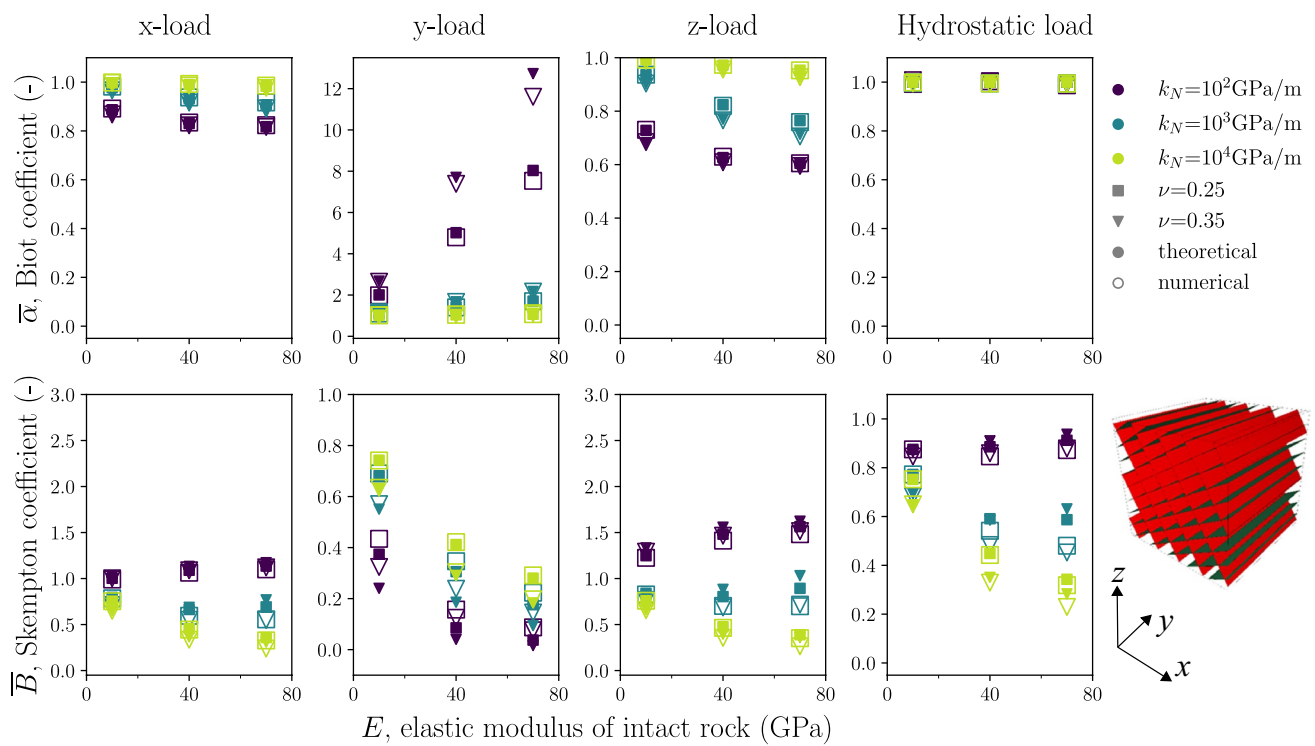 x-load y-load z-load Hydrostatic load
1.0 0.8 0.6 0.4 0.2 0.0
12 10 8 6 4 2 0
1.0 0.8 0.6 0.4 0.2 0.0
1.0 0.8 0.6 0.4 0.2 0.0
α̅, Biot coefficient (-)
0 40 80 0 40 80 0 40 80 0 40 80
k_N=10²GPa/m
k_N=10³GPa/m
k_N=10⁴GPa/m
ν=0.25
ν=0.35
theoretical
numerical
3.0 2.5 2.0 1.5 1.0 0.5 0.0
1.0 0.8 0.6 0.4 0.2 0.0
3.0 2.5 2.0 1.5 1.0 0.5 0.0
1.0 0.8 0.6 0.4 0.2 0.0
B̅, Skempton coefficient (-)
0 40 80 0 40 80 0 40 80 0 40 80
E, elastic modulus of intact rock (GPa)
z
y
x